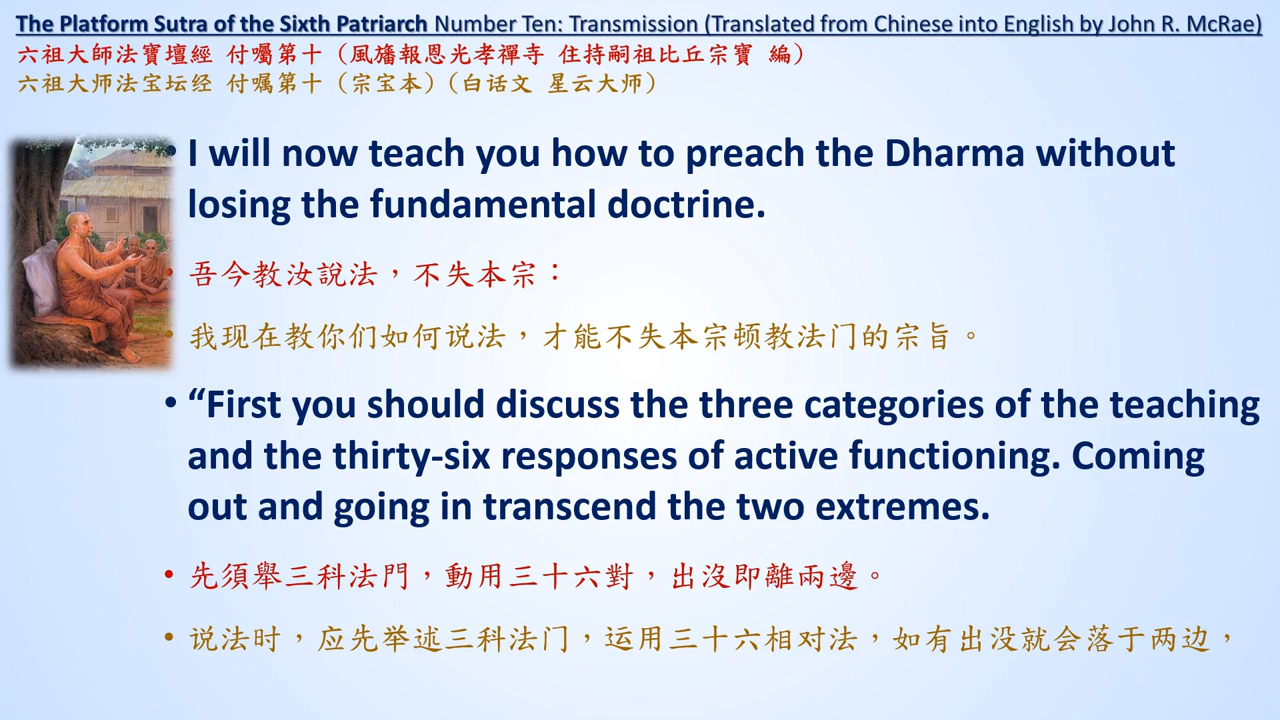 The Platform Sutra of the Sixth Patriarch Number Ten: Transmission (Translated from Chinese into English by John R. McRae)
六祖大師法寶壇經 付囑第十（風旛報恩光孝禪寺 住持嗣祖比丘宗寶 編）
六祖大师法宝坛经 付嘱第十（宗宝本）（白话文 星云大师）
• I will now teach you how to preach the Dharma without
losing the fundamental doctrine.
• 吾今教汝說法，不失本宗：
• 我现在教你们如何说法，才能不失本宗顿教法门的宗旨。
• “First you should discuss the three categories of the teaching
and the thirty-six responses of active functioning. Coming
out and going in transcend the two extremes.
• 先須舉三科法門，動用三十六對，出沒即離兩邊。
• 说法时，应先举述三科法门，运用三十六相对法，如有出没就会落于两边，